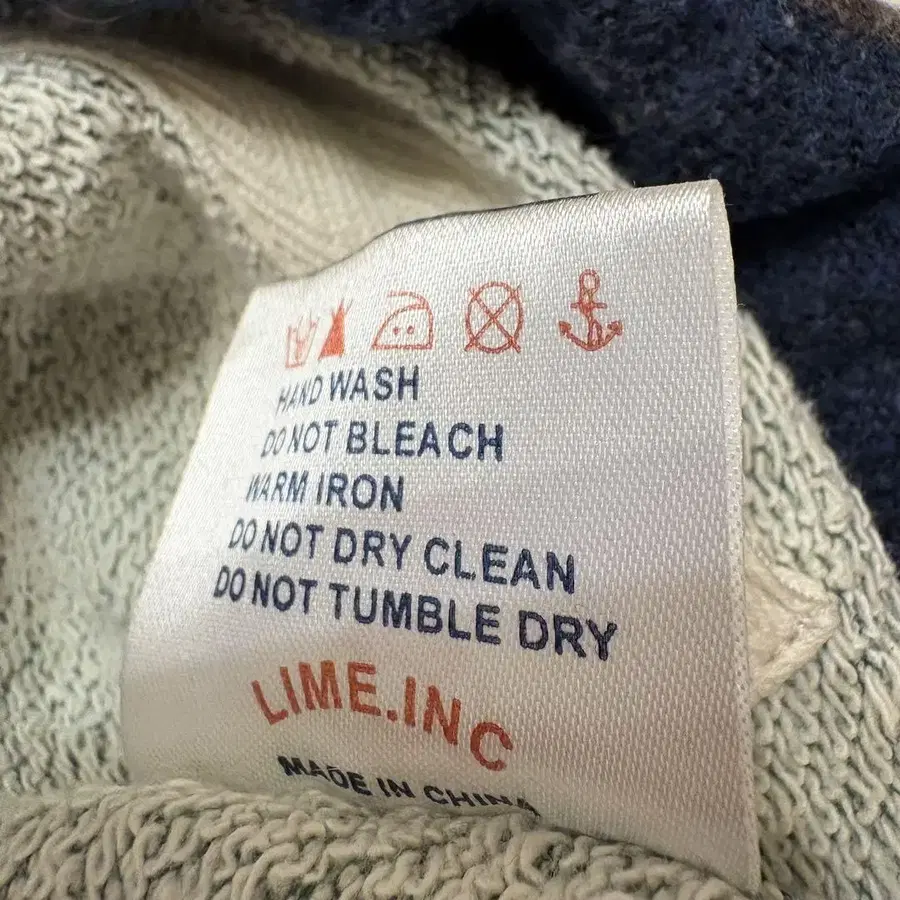 HAND WASH
DO NOT BLEACH
WARM IRON
DO NOT DRY CLEAN
DO NOT TUMBLE DRY
LIME.INC
MADE IN CHINA